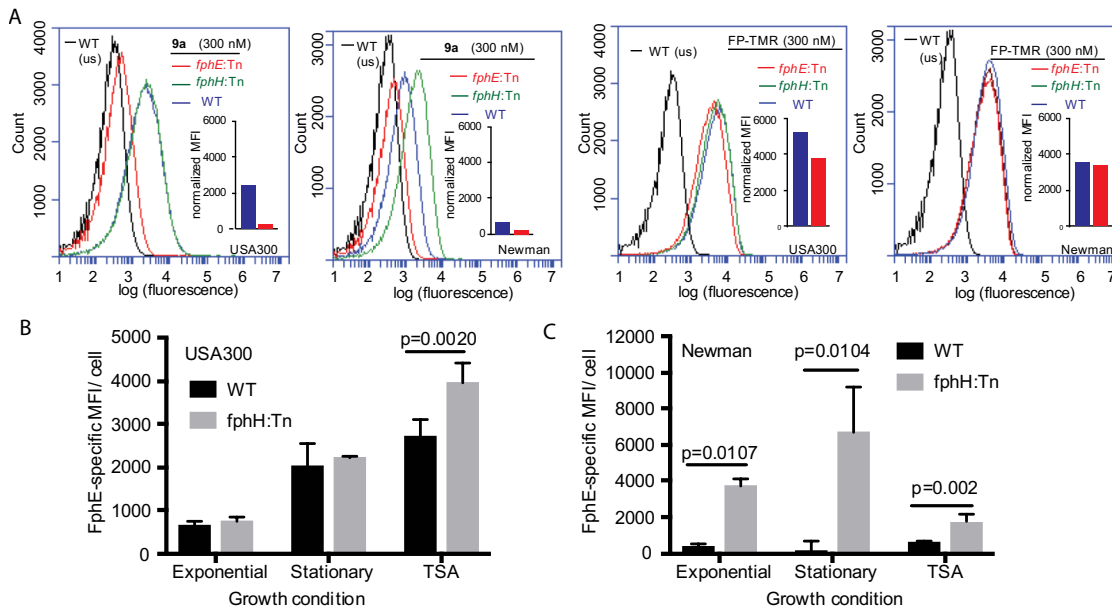 A
WT
(us)
9a (300 nM)
fphE:Tn
fphH:Tn
WT
Count
4000
3000
2000
1000
normalized MFI
6000
4000
2000
0
USA300
1 2 3 4 5 6 7
log (fluorescence)
WT
(us)
9a (300 nM)
fphE:Tn
fphH:Tn
WT
Count
3000
2000
1000
normalized MFI
6000
4000
2000
0
Newman
1 2 3 4 5 6 7
log (fluorescence)
WT (us)
FP-TMR (300 nM)
fphE:Tn
fphH:Tn
WT
Count
4000
3000
2000
1000
normalized MFI
6000
4000
2000
0
USA300
1 2 3 4 5 6 7
log (fluorescence)
WT (us)
FP-TMR (300 nM)
fphE:Tn
fphH:Tn
WT
Count
3000
2000
1000
normalized MFI
6000
4000
2000
0
Newman
1 2 3 4 5 6 7
log (fluorescence)
B
USA300
WT
fphH:Tn
p=0.0020
FphE-specific MFI/ cell
5000
4000
3000
2000
1000
0
Exponential Stationary TSA
Growth condition
C
Newman
WT
fphH:Tn
p=0.0107
p=0.0104
p=0.002
FphE-specific MFI/ cell
12000
10000
8000
6000
4000
2000
0
Exponential Stationary TSA
Growth condition